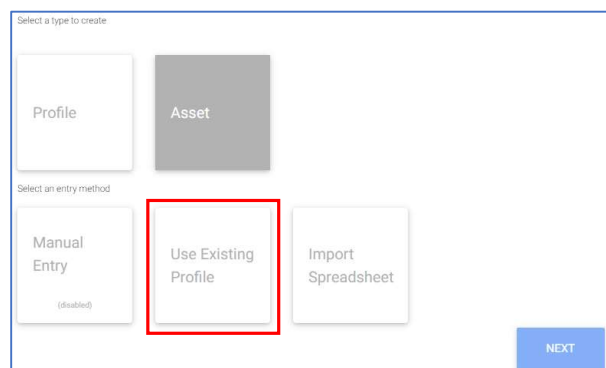 Select a type to create
Profile
Asset
Select an entry method
Manual
Entry
(disabled)
Use Existing
Profile
Import
Spreadsheet
NEXT